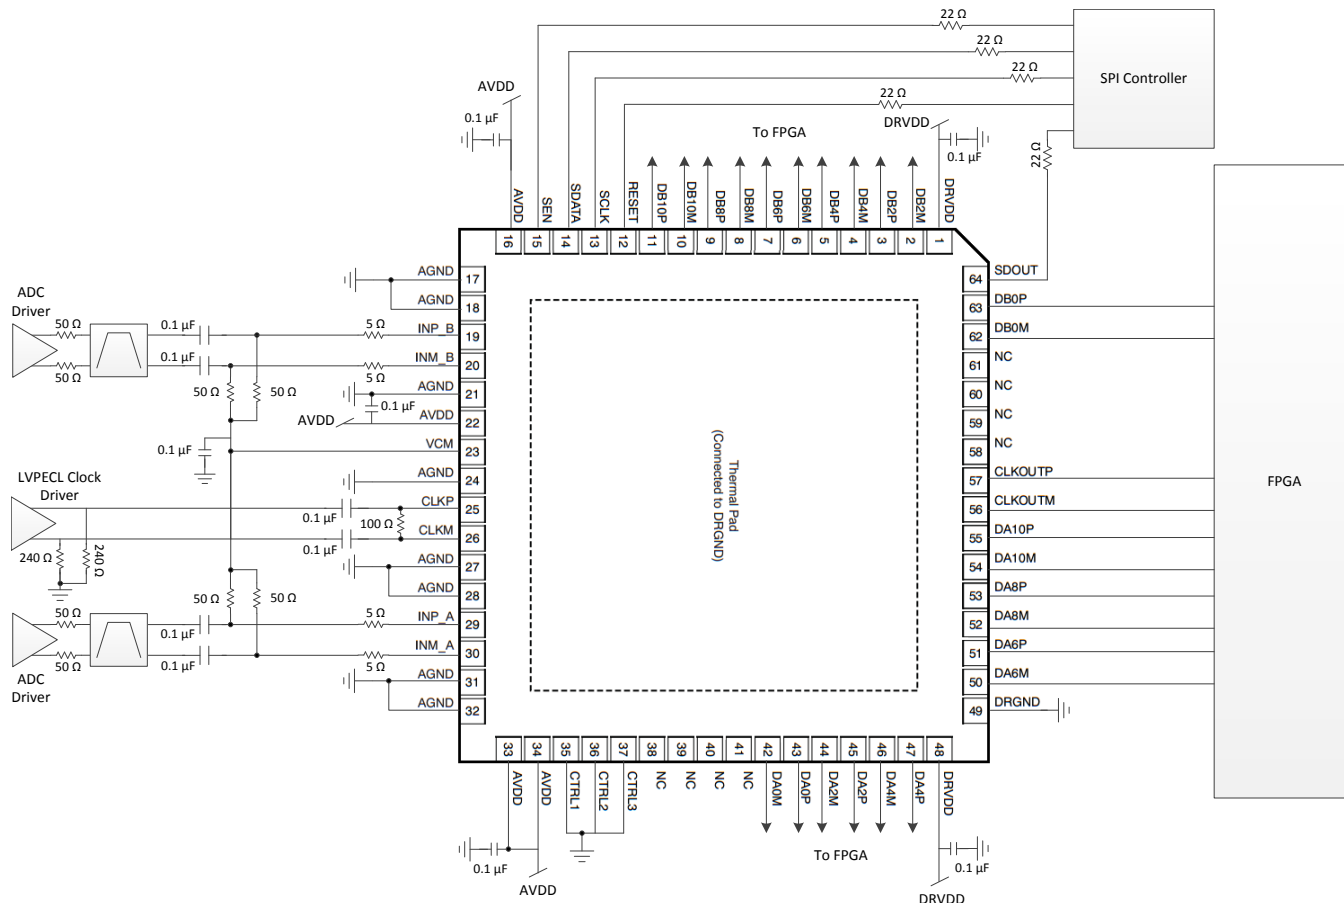 22 Ω
22 Ω
22 Ω
22 Ω
22 Ω
SPI Controller
AVDD
0.1 µF
To FPGA
DRVDD
0.1 µF
AVDD
SEN
SDATA
SCLK
RESET
DB10P
DB10M
DB8P
DB8M
DB6P
DB6M
DB4P
DB4M
DB2P
DB2M
DRVDD
16
15
14
13
12
11
10
9
8
7
6
5
4
3
2
1
ADC
Driver
50 Ω
50 Ω
0.1 µF
0.1 µF
50 Ω
50 Ω
5 Ω
5 Ω
0.1 µF
AVDD
0.1 µF
LVPECL Clock
Driver
240 Ω
240 Ω
0.1 µF
0.1 µF
100 Ω
50 Ω
50 Ω
50 Ω
50 Ω
0.1 µF
0.1 µF
5 Ω
5 Ω
ADC
Driver
AGND
17
AGND
18
INP_B
19
INM_B
20
AGND
21
AVDD
22
VCM
23
AGND
24
CLKP
25
CLKM
26
AGND
27
AGND
28
INP_A
29
INM_A
30
AGND
31
AGND
32
Thermal Pad
(Connected to DRGND)
64
SDOUT
63
DB0P
62
DB0M
61
NC
60
NC
59
NC
58
NC
57
CLKOUTP
56
CLKOUTM
55
DA10P
54
DA10M
53
DA8P
52
DA8M
51
DA6P
50
DA6M
49
DRGND
FPGA
33
34
35
36
37
38
39
40
41
42
43
44
45
46
47
48
AVDD
AVDD
CTRL1
CTRL2
CTRL3
NC
NC
NC
NC
DA0M
DA0P
DA2M
DA2P
DA4M
DA4P
DRVDD
0.1 µF
AVDD
To FPGA
0.1 µF
DRVDD